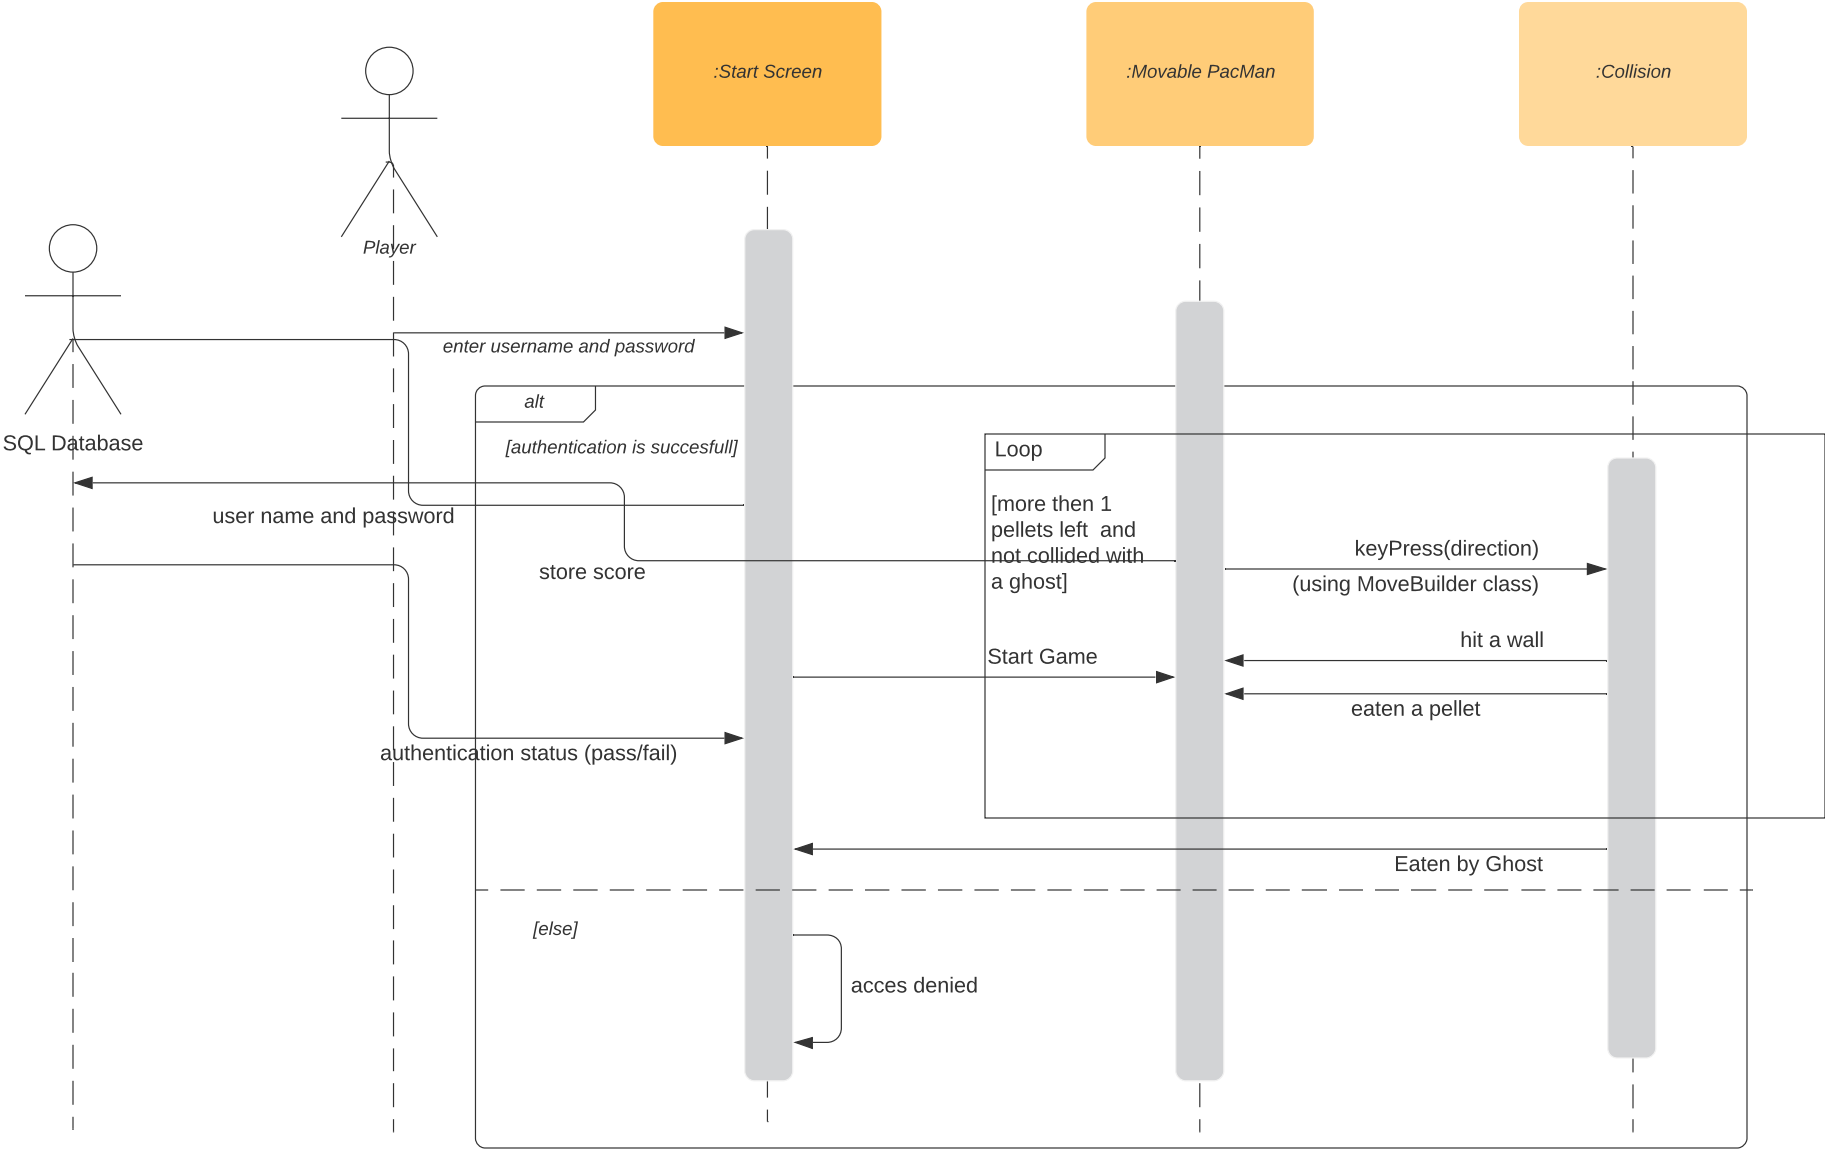 :Start Screen
:Movable PacMan
:Collision
Player
enter username and password
alt
SQL Database
[authentication is succesfull]
Loop
[more then 1
pellets left  and
not collided with
a ghost]
user name and password
keyPress(direction)
store score
(using MoveBuilder class)
hit a wall
Start Game
eaten a pellet
authentication status (pass/fail)
Eaten by Ghost
[else]
acces denied